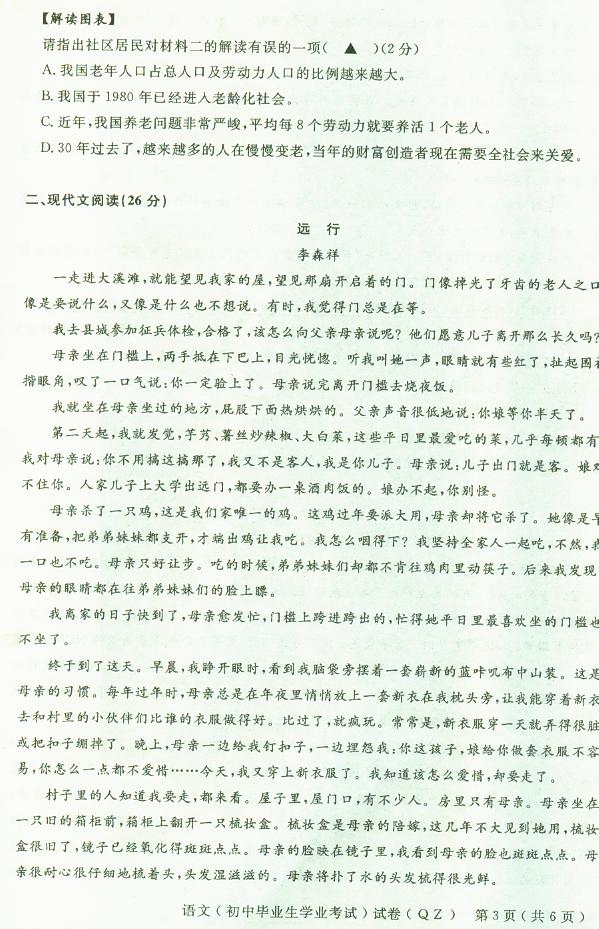 【解读图表】
请指出社区居民对材料二的解读有误的一项( ▲ )(2分)
A.我国老年人口占总人口及劳动力人口的比例越来越大。
B.我国于1980年已经进入老龄化社会。
C.近年,我国养老问题非常严峻,平均每8个劳动力就要养活1个老人。
D.30年过去了,越来越多的人在慢慢变老,当年的财富创造者现在需要全社会来关爱。
二、现代文阅读(26分)
远 行
李森祥
一走进大溪滩,就能望见我家的屋,望见那扇开启着的门。门像掉光了牙齿的老人之口
像是要说什么,又像是什么也不想说。有时,我觉得门总是在等。
我去县城参加征兵体检,合格了,该怎么向父亲母亲说呢?他们愿意儿子离开那么长久吗?
母亲坐在门槛上,两手抵在下巴上,目光恍惚。听我叫她一声,眼睛就有些红了,扯起围
揩眼角,叹了一口气说:你一定验上了。母亲说完离开门槛去烧夜饭。
我就坐在母亲坐过的地方,屁股下面热烘烘的。父亲声音很低地说:你娘等你半天了。
第二天起,我就发觉,芋艿、薯丝炒辣椒、大白菜,这些平日里最爱吃的菜,几乎每顿都有
我对母亲说:你不用搞这搞那了,我又不是客人,我是你儿子。母亲说:儿子出门就是客。娘
不住你。人家儿子上大学出远门,都要办一桌酒肉饭的。娘办不起,你别怪。
母亲杀了一只鸡,这是我们家唯一的鸡。这鸡过年要派大用,母亲却将它杀了。她像是早
有准备,把弟弟妹妹都支开,才端出鸡让我吃。我怎么咽得下?我坚持全家人一起吃,不然,我
一口也不吃。母亲只好让步。吃的时候,弟弟妹妹们却都不肯往鸡肉里动筷子。后来我发现
母亲的眼睛都在往弟弟妹妹们的脸上瞟。
我离家的日子快到了,母亲愈发忙,门槛上跨进跨出的,忙得她平日里最喜欢坐的门槛也
不坐了。
终于到了这天。早晨,我睁开眼时,看到我脑袋旁摆着一套崭新的蓝咔叽布中山装。这是
母亲的习惯。每年过年时,母亲总是在年夜里悄悄放上一套新衣在我枕头旁,让我能穿着新衣
去和村里的小伙伴们比谁的衣服做得好。比过了,就疯玩。常常是,新衣服穿一天就弄得很脏
或把扣子绷掉了。晚上,母亲一边给我钉扣子,一边埋怨我:你这孩子,娘给你做套衣服不容
易,你怎么一点都不爱惜……今天,我又穿上新衣服了。我知道该怎么爱惜,却要走了。
村子里的人知道我要走,都来看。屋子里,屋门口,有不少人。房里只有母亲。母亲坐在
一只旧的箱柜前,箱柜上翻开一只梳妆盒。梳妆盒是母亲的陪嫁,这几年不大见到她用,梳妆
盒很旧了,镜子已经氧化得斑斑点点。母亲的脸映在镜子里,我看到母亲的脸也斑斑点点。母
亲很耐心很仔细地梳着头,头发湿滋滋的。母亲将扑了水的头发梳得很光鲜。
语文(初中毕业生学业考试)试卷(QZ) 第3页(共6页)